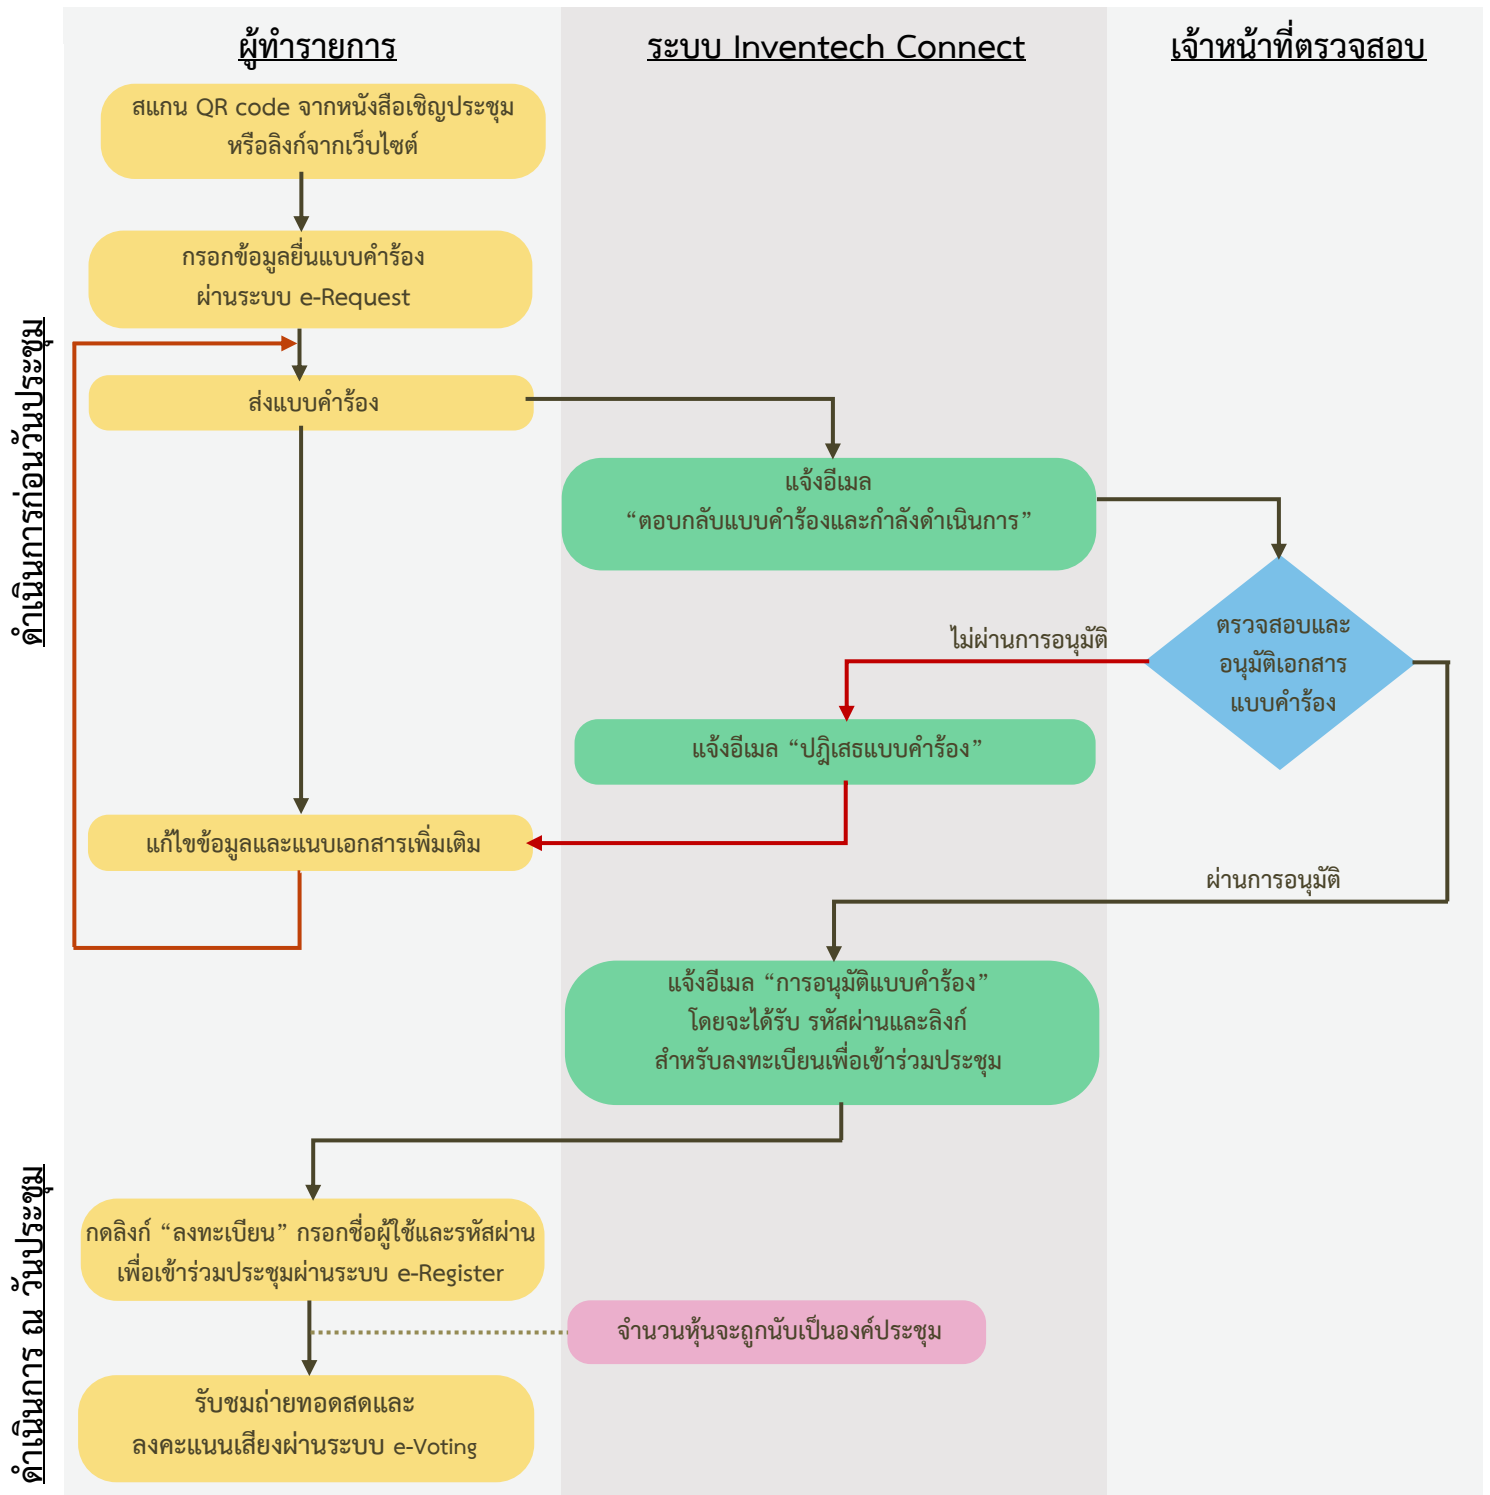 ผู้ทำรายการ
ระบบ Inventech Connect
เจ้าหน้าที่ตรวจสอบ
ดำเนินการก่อนวันประชุม
สแกน QR code จากหนังสือเชิญประชุม
หรือลิงก์จากเว็บไซต์
กรอกข้อมูลยื่นแบบคำร้อง
ผ่านระบบ e-Request
ส่งแบบคำร้อง
แจ้งอีเมล
“ตอบกลับแบบคำร้องและกำลังดำเนินการ”
ตรวจสอบและ
อนุมัติเอกสาร
แบบคำร้อง
ไม่ผ่านการอนุมัติ
แจ้งอีเมล “ปฎิเสธแบบคำร้อง”
แก้ไขข้อมูลและแนบเอกสารเพิ่มเติม
ผ่านการอนุมัติ
แจ้งอีเมล “การอนุมัติแบบคำร้อง”
โดยจะได้รับ รหัสผ่านและลิงก์
สำหรับลงทะเบียนเพื่อเข้าร่วมประชุม
ดำเนินการ ณ วันประชุม
กดลิงก์ “ลงทะเบียน” กรอกชื่อผู้ใช้และรหัสผ่าน
เพื่อเข้าร่วมประชุมผ่านระบบ e-Register
จำนวนหุ้นจะถูกนับเป็นองค์ประชุม
รับชมถ่ายทอดสดและ
ลงคะแนนเสียงผ่านระบบ e-Voting